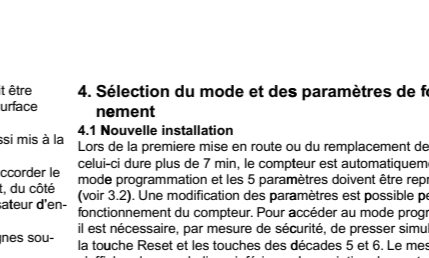 t être
urface
ssi mis à la
ccorder le
t, du côté
sateur d'en-
gnes sou-
4. Sélection du mode et des paramètres de fo
nement
4.1 Nouvelle installation
Lors de la premiere mise en route ou du remplacement de
celui-ci dure plus de 7 min, le compteur est automatiqueme
mode programmation et les 5 paramètres doivent être repr
(voir 3.2). Une modification des paramètres est possible pe
fonctionnement du compteur. Pour accéder au mode progr
il est nécessaire, par mesure de sécurité, de presser simul
la touche Reset et les touches des décades 5 et 6. Le mes